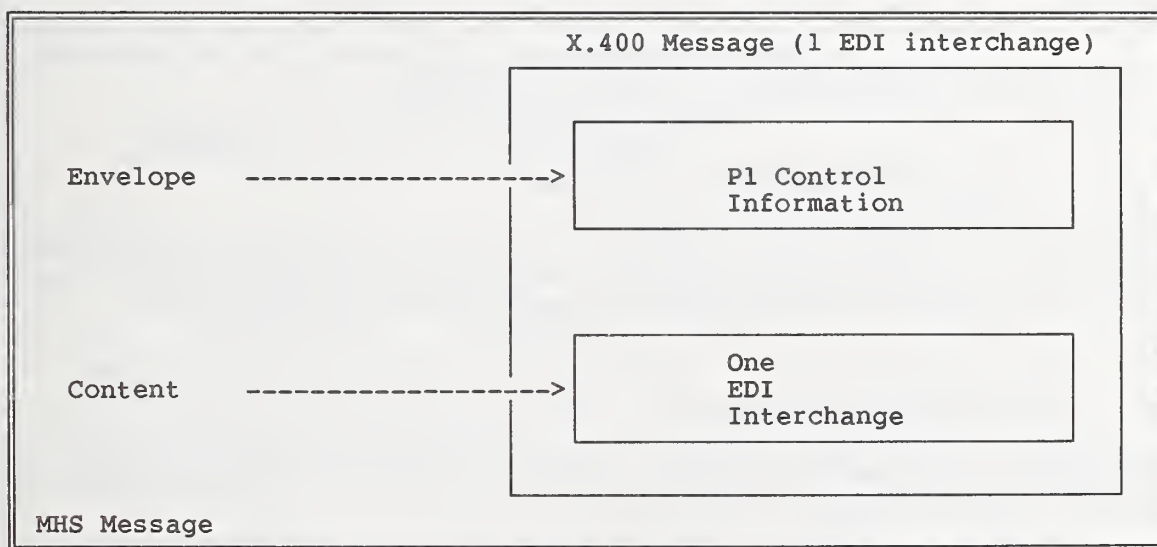 X.400 Message (1 EDI interchange)
Envelope
P1 Control
Information
Content
One
EDI
Interchange
MHS Message